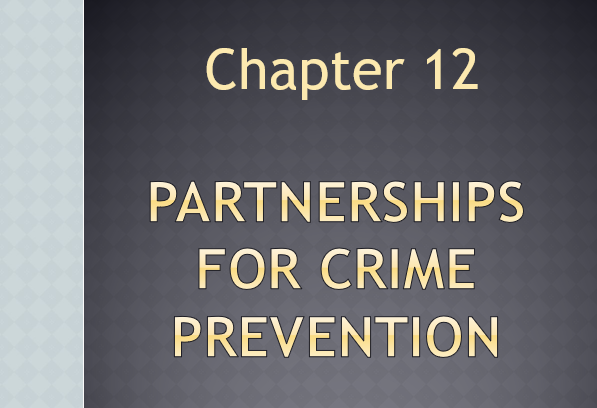 Chapter 12
PARTNERSHIPS
FOR CRIME
PREVENTION